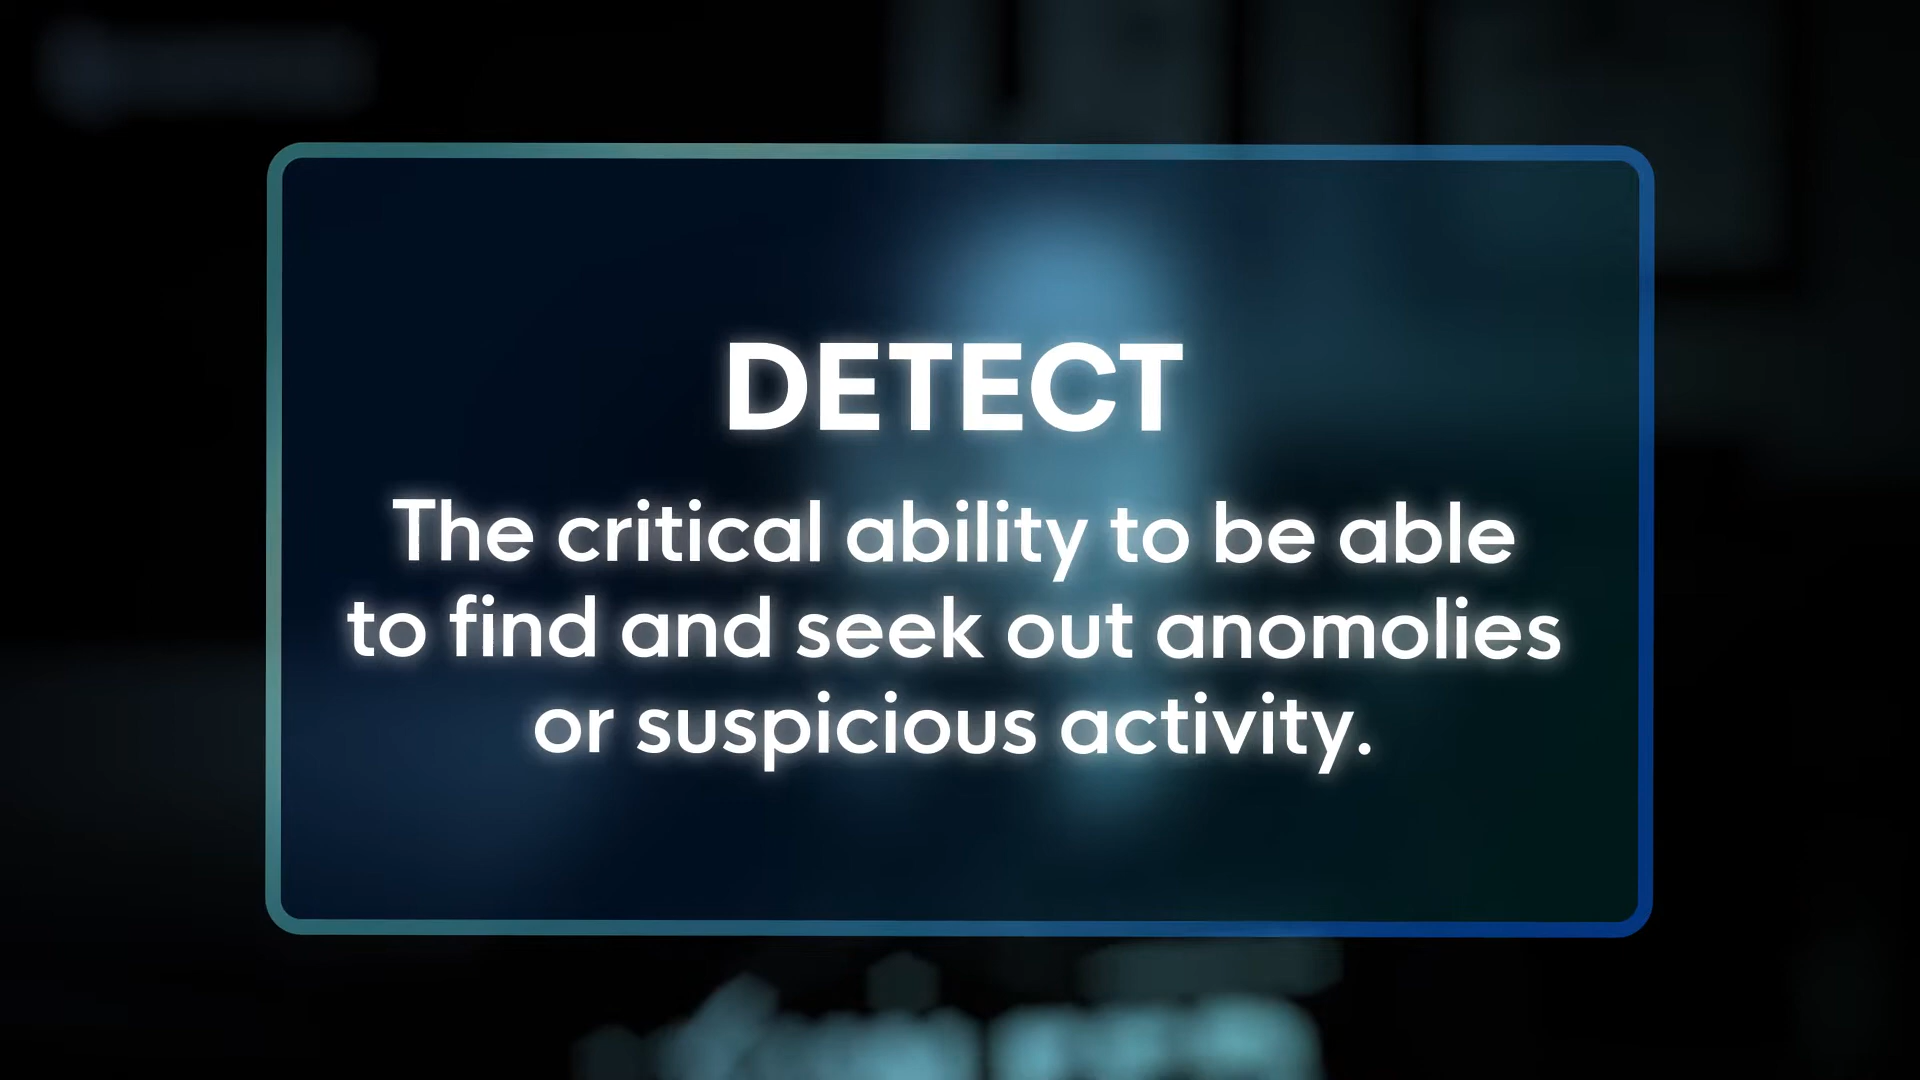 DETECT
The critical ability to be able
to find and seek out anomolies
or suspicious activity.